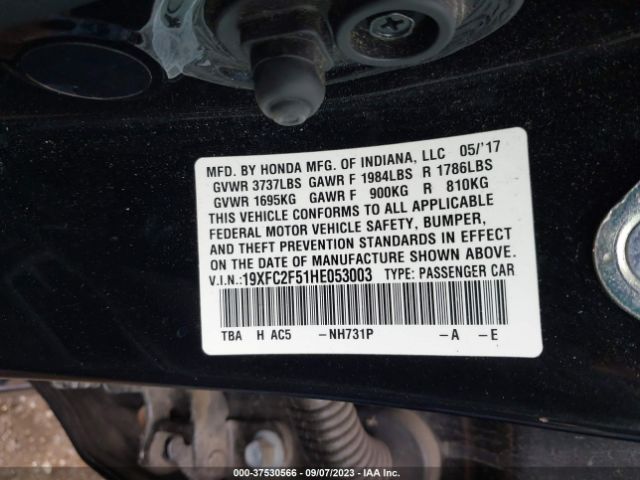 MFD. BY HONDA MFG. OF INDIANA, LLC 05/'17
GVWR 3737LBS GAWR F 1984LBS R 1786LBS
GVWR 1695KG GAWR F 900KG R 810KG
THIS VEHICLE CONFORMS TO ALL APPLICABLE
FEDERAL MOTOR VEHICLE SAFETY, BUMPER,
AND THEFT PREVENTION STANDARDS IN EFFECT
ON THE DATE OF MANUFACTURE SHOWN ABOVE.
V.I.N.:19XFC2F51HE053003 TYPE: PASSENGER CAR
TBA H AC5 -NH731P -A -E
000-37530566 - 09/07/2023 - IAA Inc.